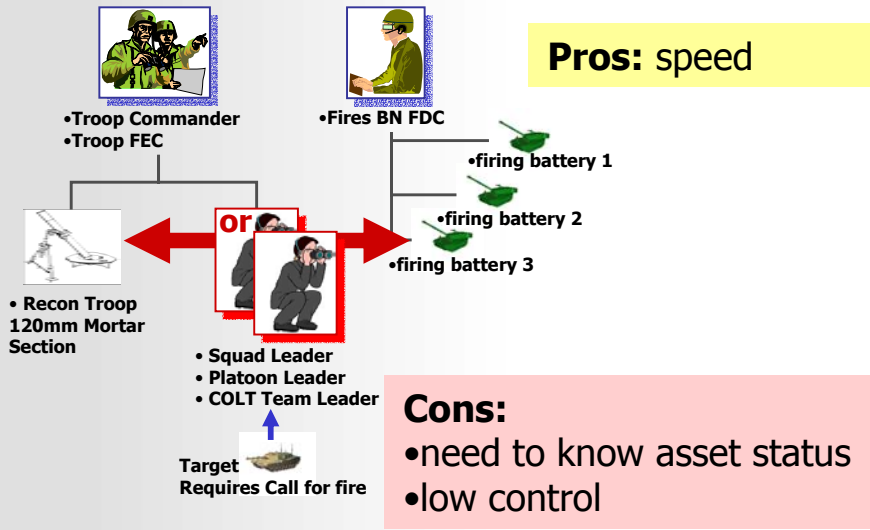 Pros: speed
•Troop Commander
•Troop FEC
•Fires BN FDC
•firing battery 1
•firing battery 2
•firing battery 3
or
• Recon Troop
120mm Mortar
Section
• Squad Leader
• Platoon Leader
• COLT Team Leader
Target
Requires Call for fire
Cons:
•need to know asset status
•low control